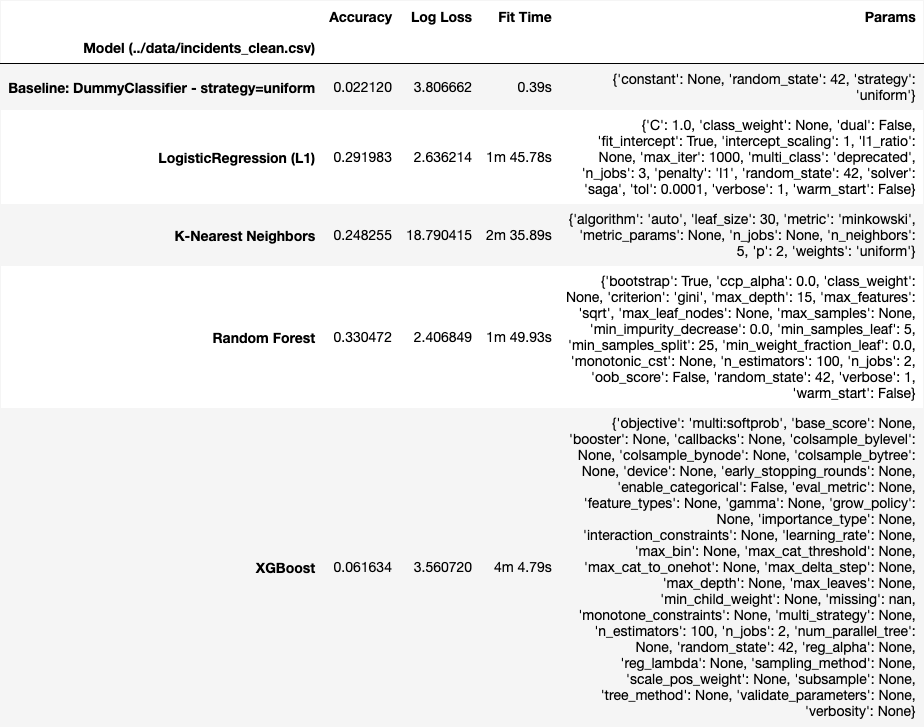 Accuracy Log Loss Fit Time Params
Model (../data/incidents_clean.csv)
Baseline: DummyClassifier - strategy=uniform 0.022120 3.806662 0.39s {'constant': None, 'random_state': 42, 'strategy':
'uniform'}
{'C': 1.0, 'class_weight': None, 'dual': False,
'fit_intercept': True, 'intercept_scaling': 1, 'l1_ratio':
LogisticRegression (L1) 0.291983 2.636214 1m 45.78s None, 'max_iter': 1000, 'multi_class': 'deprecated',
'n_jobs': 3, 'penalty': 'l1', 'random_state': 42, 'solver':
'saga', 'tol': 0.0001, 'verbose': 1, 'warm_start': False}
{'algorithm': 'auto', 'leaf_size': 30, 'metric': 'minkowski',
K-Nearest Neighbors 0.248255 18.790415 2m 35.89s 'metric_params': None, 'n_jobs': None, 'n_neighbors':
5, 'p': 2, 'weights': 'uniform'}
{'bootstrap': True, 'ccp_alpha': 0.0, 'class_weight':
None, 'criterion': 'gini', 'max_depth': 15, 'max_features':
'sqrt', 'max_leaf_nodes': None, 'max_samples': None,
'min_impurity_decrease': 0.0, 'min_samples_leaf': 5,
Random Forest 0.330472 2.406849 1m 49.93s 'min_samples_split': 25, 'min_weight_fraction_leaf': 0.0,
'monotonic_cst': None, 'n_estimators': 100, 'n_jobs': 2,
'oob_score': False, 'random_state': 42, 'verbose': 1,
'warm_start': False}
{'objective': 'multi:softprob', 'base_score': None,
'booster': None, 'callbacks': None, 'colsample_bylevel':
None, 'colsample_bynode': None, 'colsample_bytree':
None, 'device': None, 'early_stopping_rounds': None,
'enable_categorical': False, 'eval_metric': None,
'feature_types': None, 'gamma': None, 'grow_policy':
None, 'importance_type': None,
'interaction_constraints': None, 'learning_rate': None,
'max_bin': None, 'max_cat_threshold': None,
XGBoost 0.061634 3.560720 4m 4.79s 'max_cat_to_onehot': None, 'max_delta_step': None,
'max_depth': None, 'max_leaves': None,
'min_child_weight': None, 'missing': nan,
'monotone_constraints': None, 'multi_strategy': None,
'n_estimators': 100, 'n_jobs': 2, 'num_parallel_tree':
None, 'random_state': 42, 'reg_alpha': None,
'reg_lambda': None, 'sampling_method': None,
'scale_pos_weight': None, 'subsample': None,
'tree_method': None, 'validate_parameters': None,
'verbosity': None}